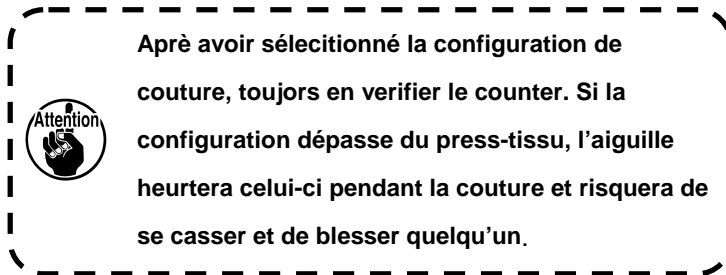 Aprè avoir sélecitionné la configuration de
couture, toujors en verifier le counter. Si la
Attention
configuration dépasse du press-tissu, l'aiguille
heurtera celui-ci pendant la couture et risquera de
se casser et de blesser quelqu'un.